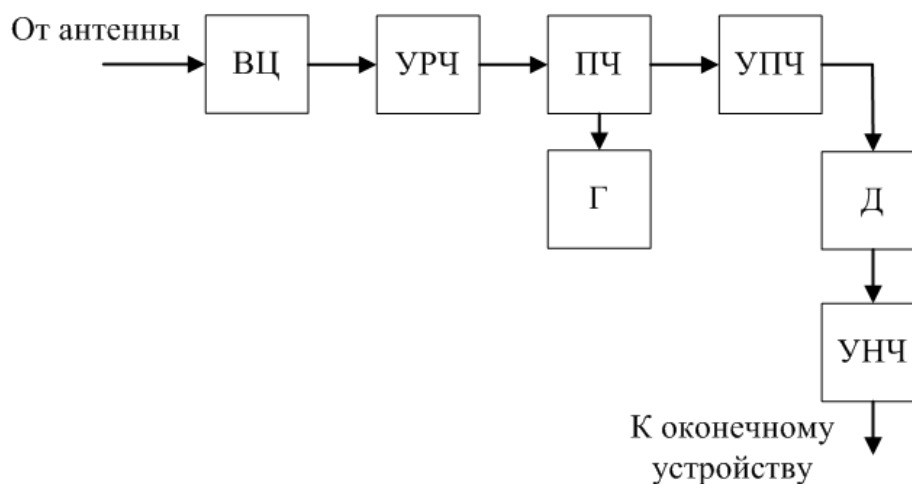 От антенны
ВЦ
УРЧ
ПЧ
УПЧ
Г
Д
УНЧ
К оконечному
устройству